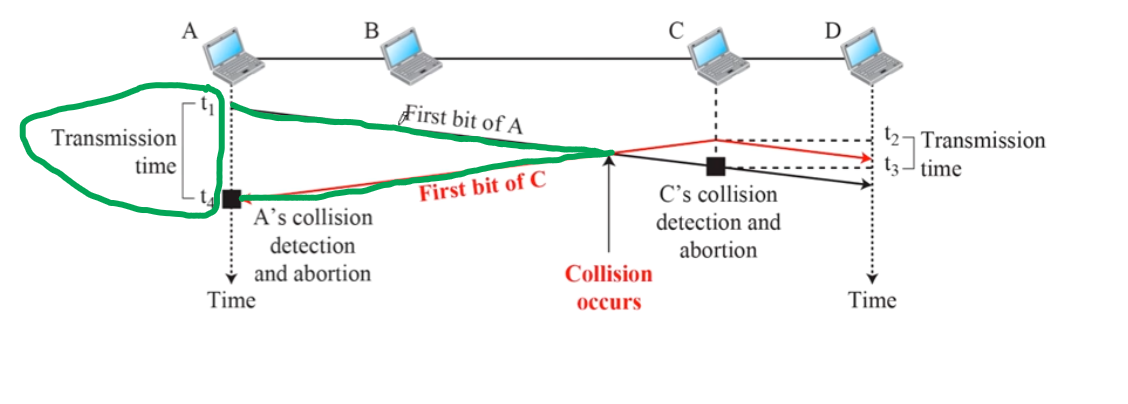 A
B
C
D
t1
Transmission
time
t4
First bit of A
First bit of C
t2
Transmission
t3
time
A's collision
detection
and abortion
C's collision
detection and
abortion
Collision
occurs
Time
Time